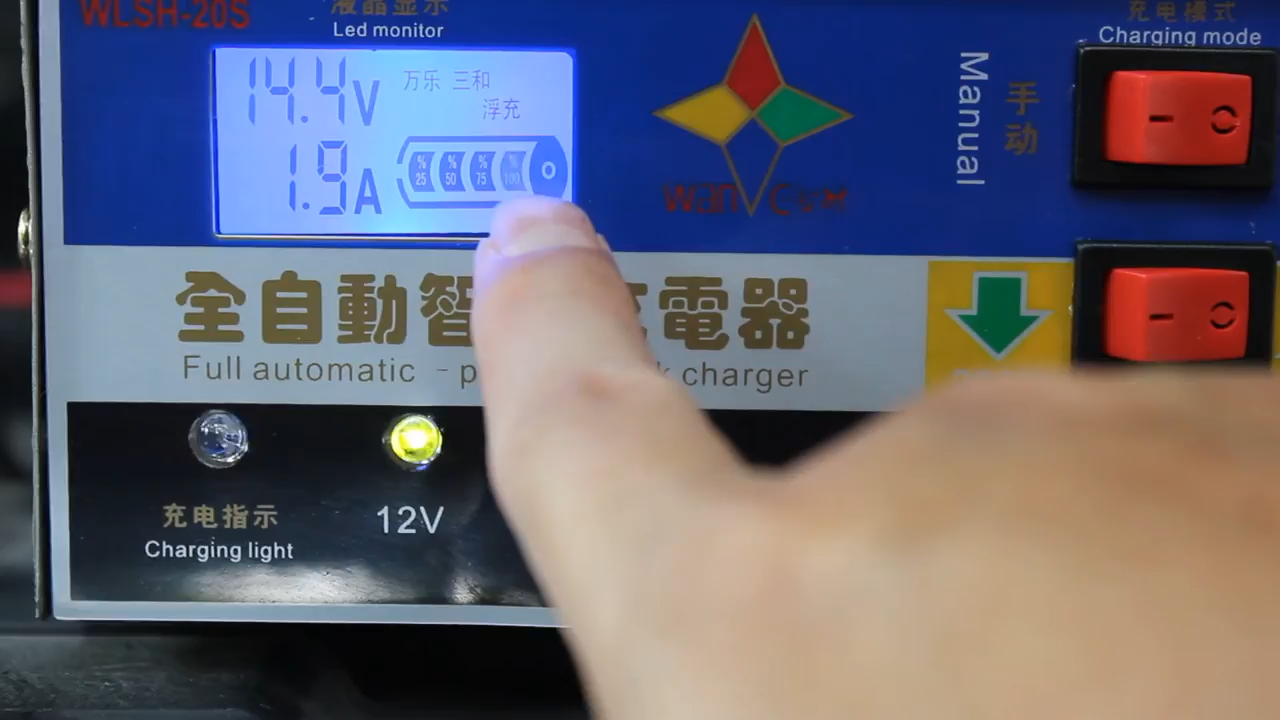 WLSH-20S
液晶显示
Led monitor
充电模式
Charging mode
14.4V
万乐 三和
浮充
1.9A
% 25 % 50 % 75 % 100
Manual
手动
全自動智 電器
Full automatic - p k charger
充电指示
Charging light
12V